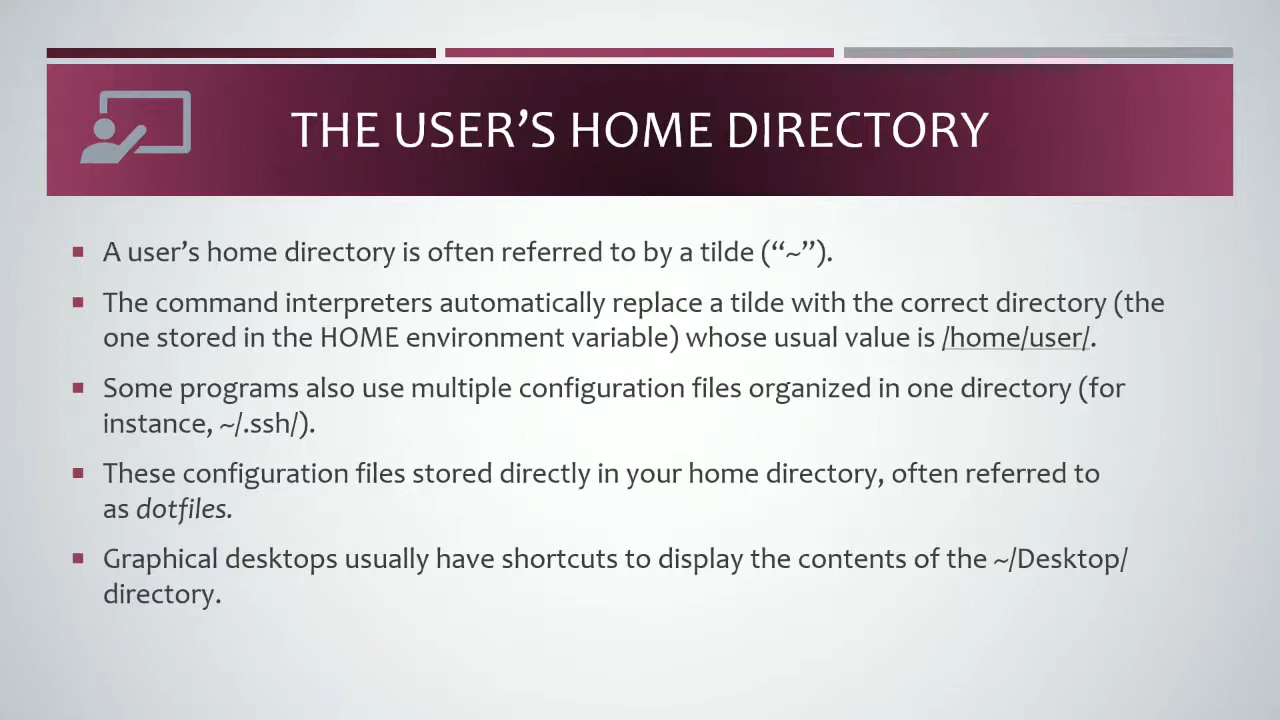 THE USER’S HOME DIRECTORY
▪ A user’s home directory is often referred to by a tilde (“~”).
▪ The command interpreters automatically replace a tilde with the correct directory (the
one stored in the HOME environment variable) whose usual value is /home/user/.
▪ Some programs also use multiple configuration files organized in one directory (for
instance, ~/.ssh/).
▪ These configuration files stored directly in your home directory, often referred to
as dotfiles.
▪ Graphical desktops usually have shortcuts to display the contents of the ~/Desktop/
directory.